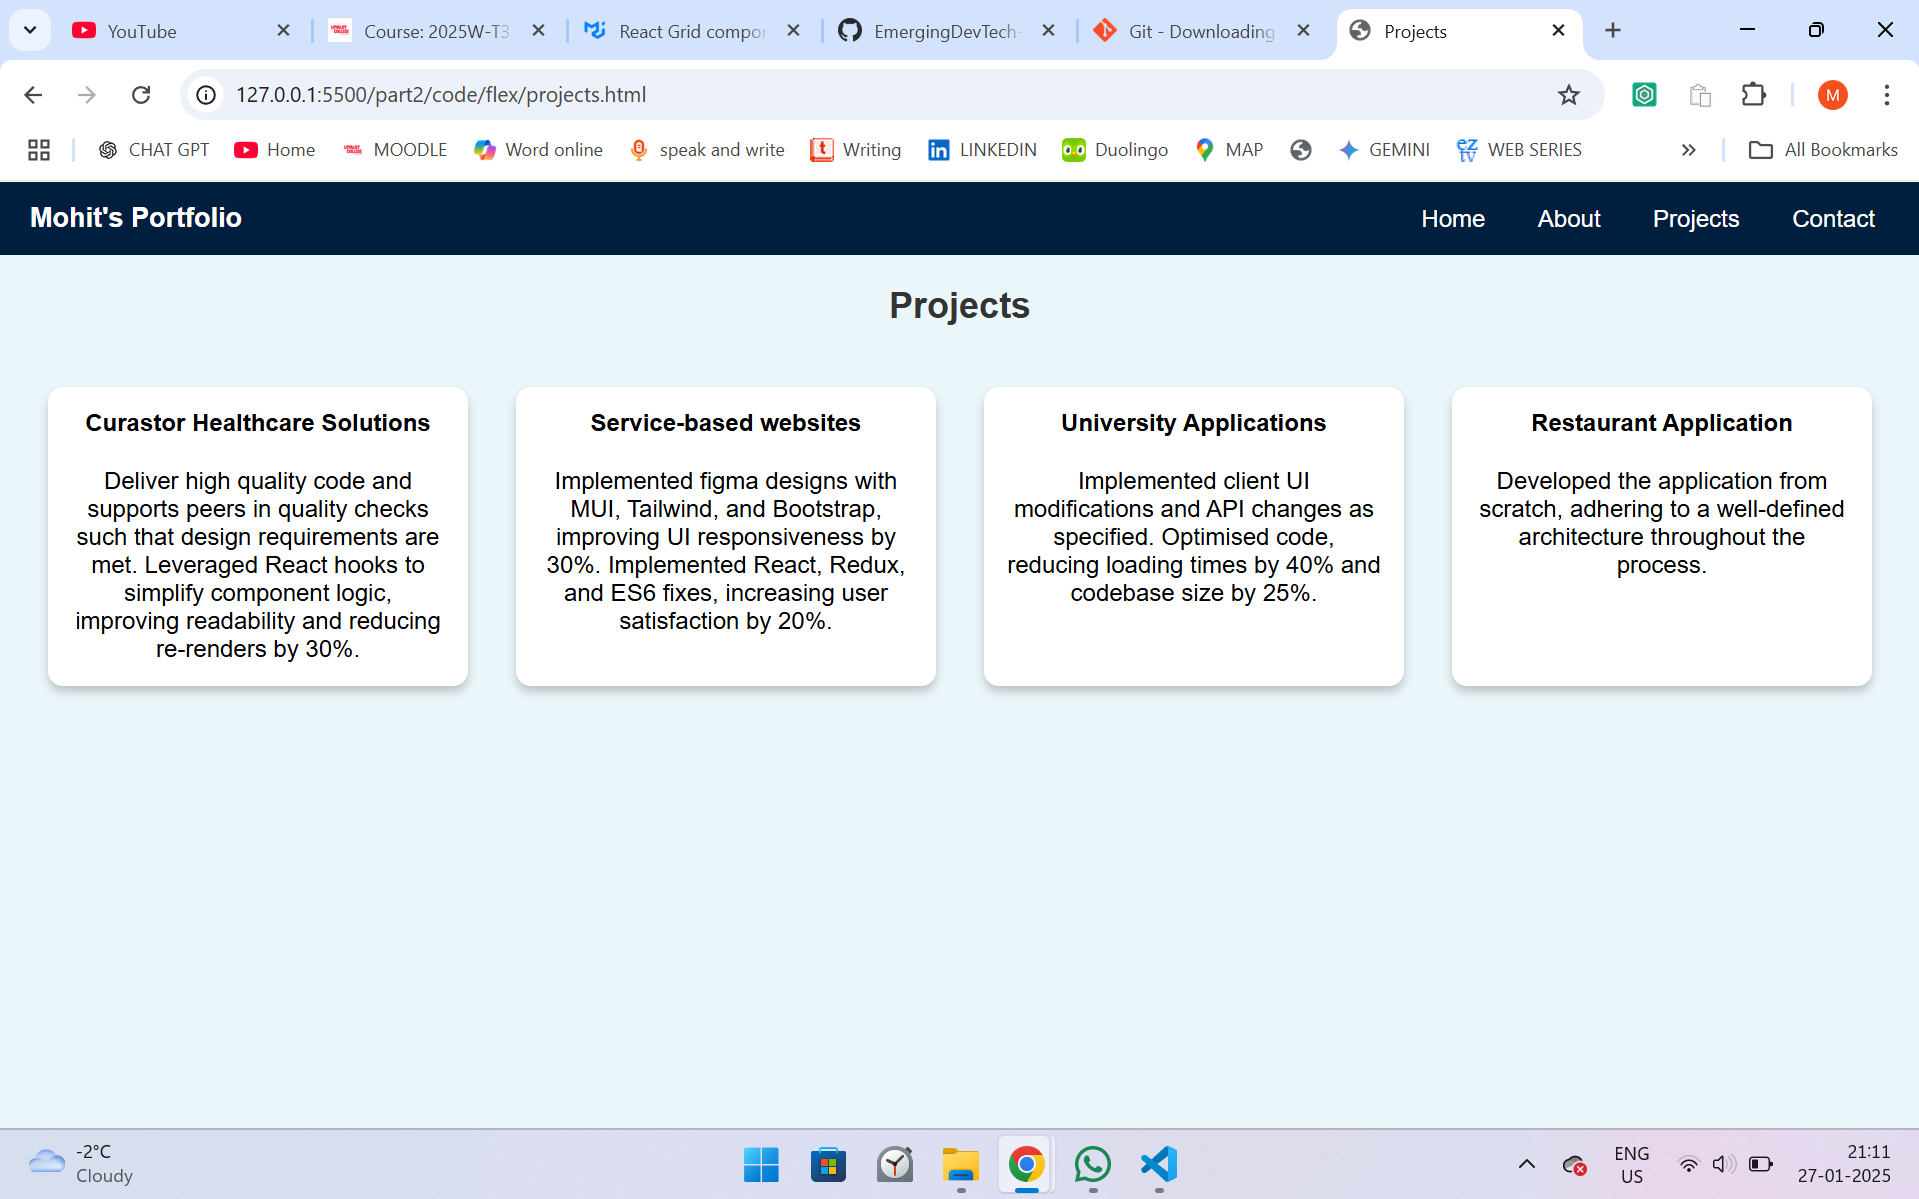 YouTube
Course: 2025W-T3
React Grid compor
EmergingDevTech-
Git - Downloading
Projects
127.0.0.1:5500/part2/code/flex/projects.html
M
CHAT GPT
Home
MOODLE
Word online
speak and write
Writing
LINKEDIN
Duolingo
MAP
GEMINI
WEB SERIES
All Bookmarks
Mohit's Portfolio
Home
About
Projects
Contact
Projects
Curastor Healthcare Solutions
Deliver high quality code and
supports peers in quality checks
such that design requirements are
met. Leveraged React hooks to
simplify component logic,
improving readability and reducing
re-renders by 30%.
Service-based websites
Implemented figma designs with
MUI, Tailwind, and Bootstrap,
improving UI responsiveness by
30%. Implemented React, Redux,
and ES6 fixes, increasing user
satisfaction by 20%.
University Applications
Implemented client UI
modifications and API changes as
specified. Optimised code,
reducing loading times by 40% and
codebase size by 25%.
Restaurant Application
Developed the application from
scratch, adhering to a well-defined
architecture throughout the
process.
-2°C
Cloudy
ENG
US
21:11
27-01-2025